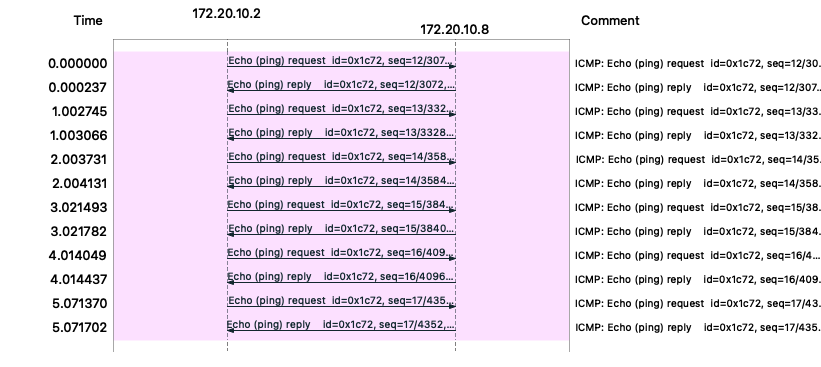 Time 172.20.10.2 172.20.10.8 Comment
0.000000 Echo (ping) request id=0x1c72, seq=12/307... ICMP: Echo (ping) request id=0x1c72, seq=12/30.
0.000237 Echo (ping) reply id=0x1c72, seq=12/3072,... ICMP: Echo (ping) reply id=0x1c72, seq=12/307..
1.002745 Echo (ping) request id=0x1c72, seq=13/332... ICMP: Echo (ping) request id=0x1c72, seq=13/33.
1.003066 Echo (ping) reply id=0x1c72, seq=13/3328... ICMP: Echo (ping) reply id=0x1c72, seq=13/332.
2.003731 Echo (ping) request id=0x1c72, seq=14/358... ICMP: Echo (ping) request id=0x1c72, seq=14/35.
2.004131 Echo (ping) reply id=0x1c72, seq=14/3584... ICMP: Echo (ping) reply id=0x1c72, seq=14/358.
3.021493 Echo (ping) request id=0x1c72, seq=15/384... ICMP: Echo (ping) request id=0x1c72, seq=15/38.
3.021782 Echo (ping) reply id=0x1c72, seq=15/3840... ICMP: Echo (ping) reply id=0x1c72, seq=15/384.
4.014049 Echo (ping) request id=0x1c72, seq=16/409... ICMP: Echo (ping) request id=0x1c72, seq=16/4...
4.014437 Echo (ping) reply id=0x1c72, seq=16/4096... ICMP: Echo (ping) reply id=0x1c72, seq=16/409.
5.071370 Echo (ping) request id=0x1c72, seq=17/435... ICMP: Echo (ping) request id=0x1c72, seq=17/43.
5.071702 Echo (ping) reply id=0x1c72, seq=17/4352,... ICMP: Echo (ping) reply id=0x1c72, seq=17/435.